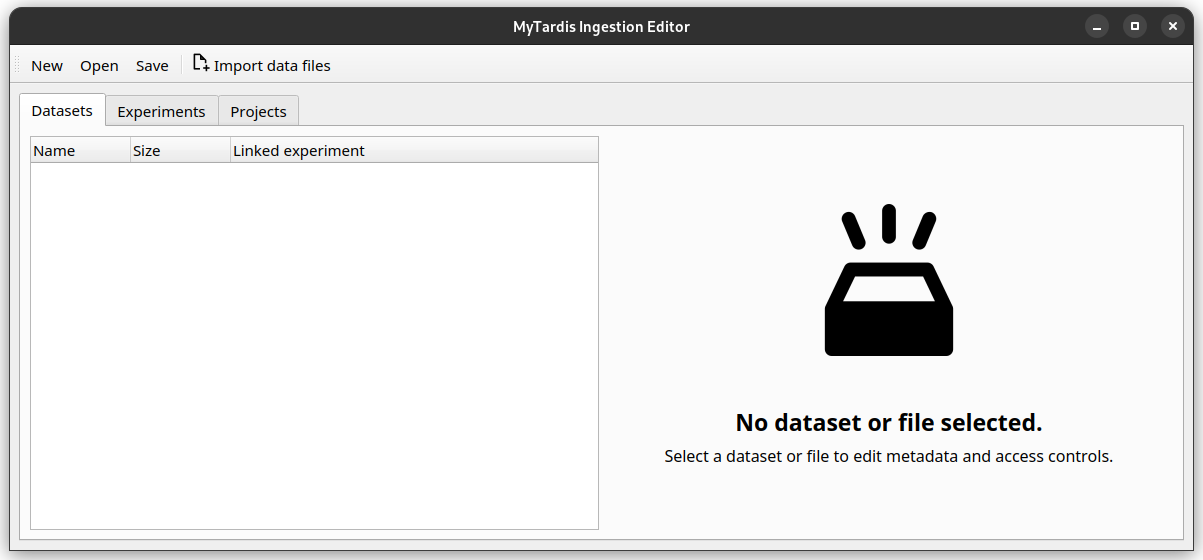 MyTardis Ingestion Editor
New Open Save Import data files
Datasets Experiments Projects
Name Size Linked experiment
No dataset or file selected.
Select a dataset or file to edit metadata and access controls.